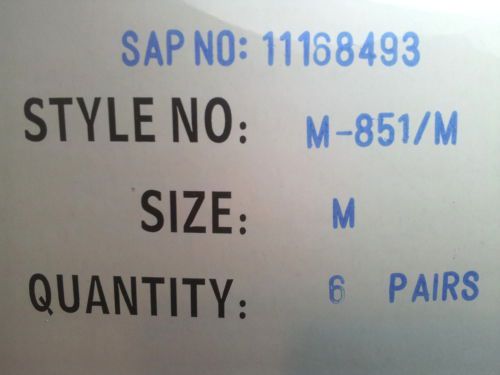 SAP NO: 11168493
STYLE NO: M-851/M
SIZE: M
QUANTITY: 6 PAIRS